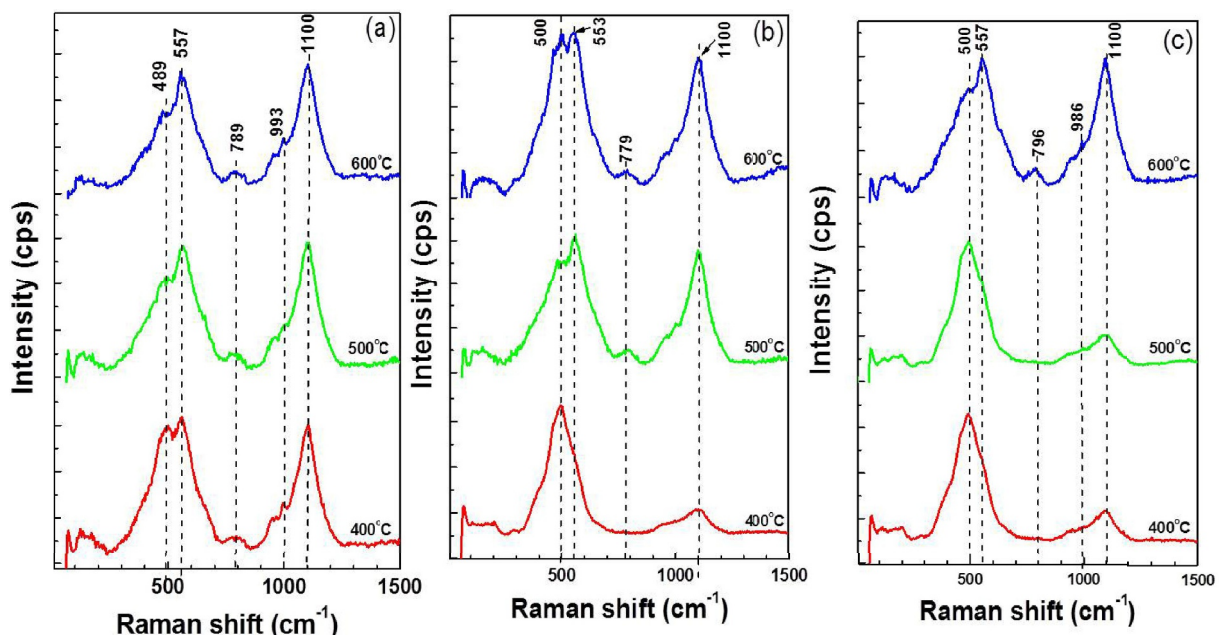 (a)
489
557
789
993
1100
600°C
500°C
400°C
500 1000 1500
Raman shift (cm⁻¹)
Intensity (cps)
(b)
500
553
779
1100
600°C
500°C
400°C
500 1000 1500
Raman shift (cm⁻¹)
Intensity (cps)
(c)
500
557
796
986
1100
600°C
500°C
400°C
500 1000 1500
Raman shift (cm⁻¹)
Intensity (cps)